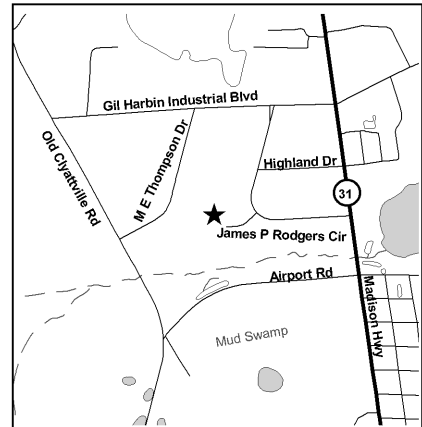 Gil Harbin Industrial Blvd
Old Clyattville Rd
M E Thompson Dr
Highland Dr
31
James P Rodgers Cir
Airport Rd
Madison Hwy
Mud Swamp